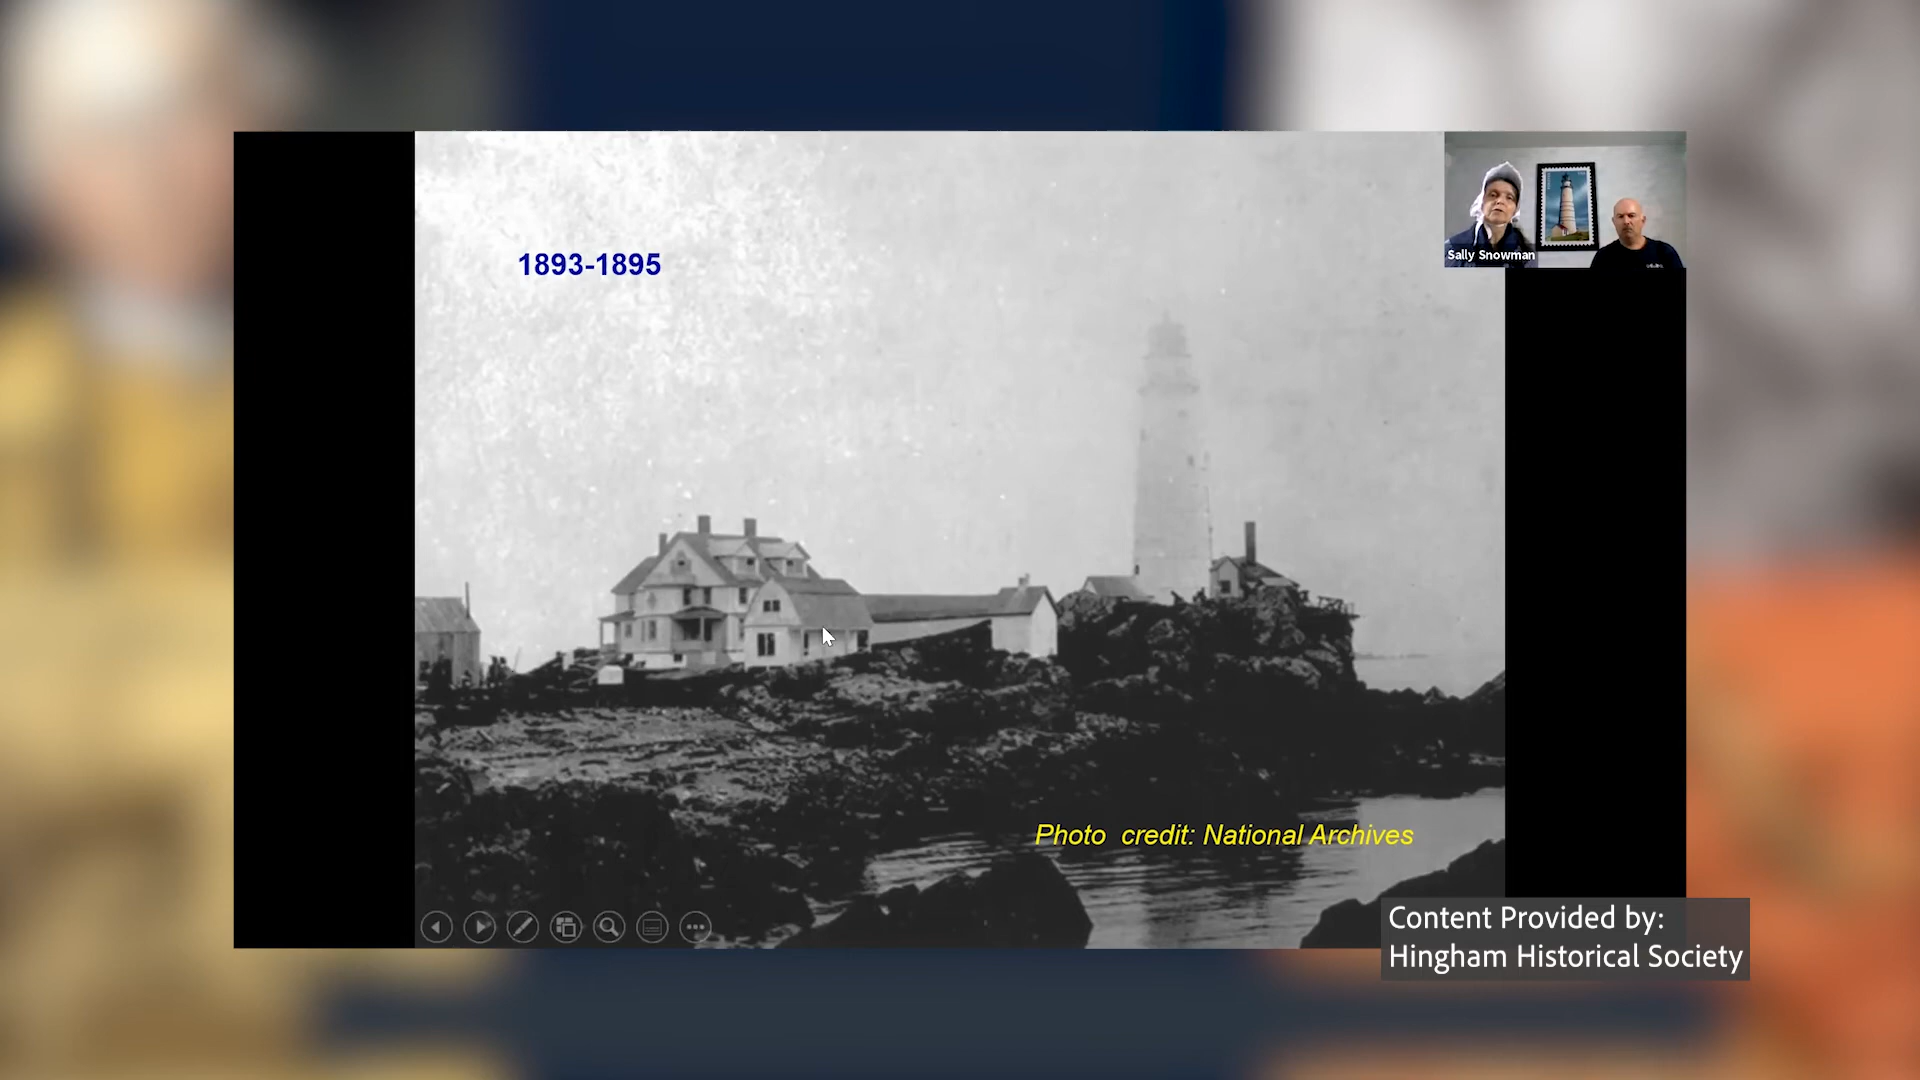 1893-1895
Sally Snowman
Photo credit: National Archives
Content Provided by:
Hingham Historical Society